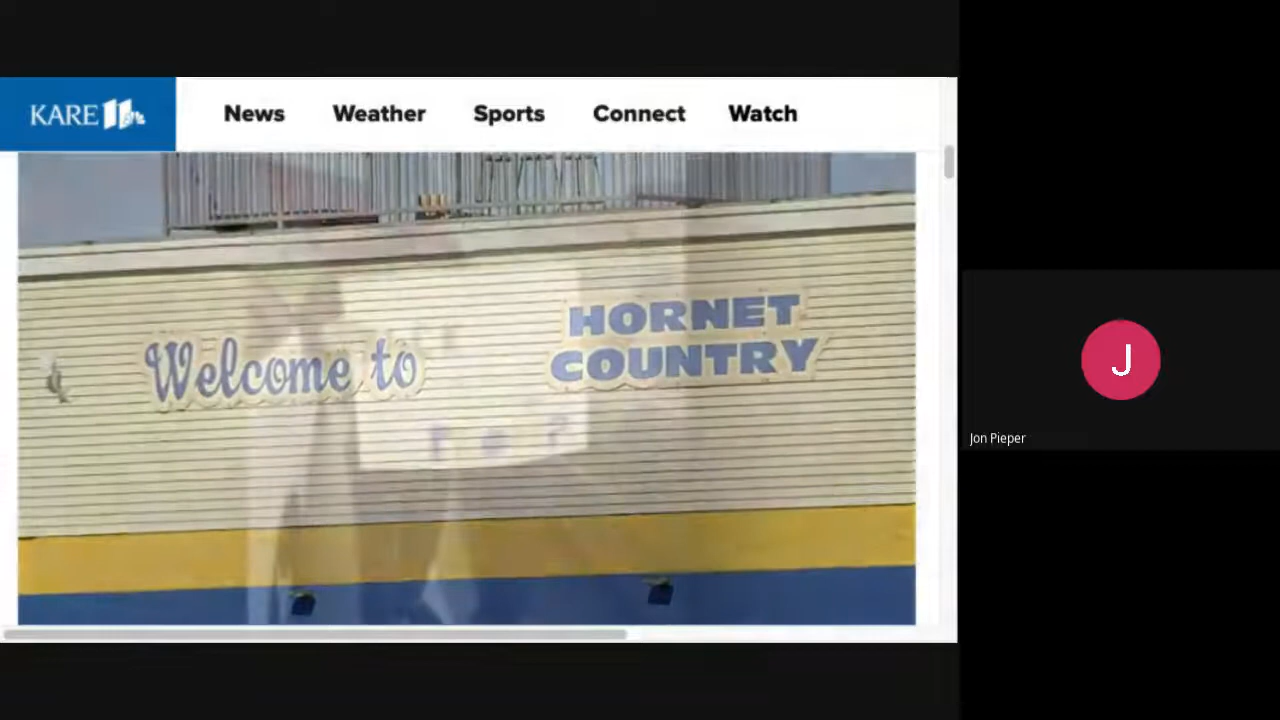 KARE 11
News
Weather
Sports
Connect
Watch
Welcome to
HORNET
COUNTRY
J
Jon Pieper